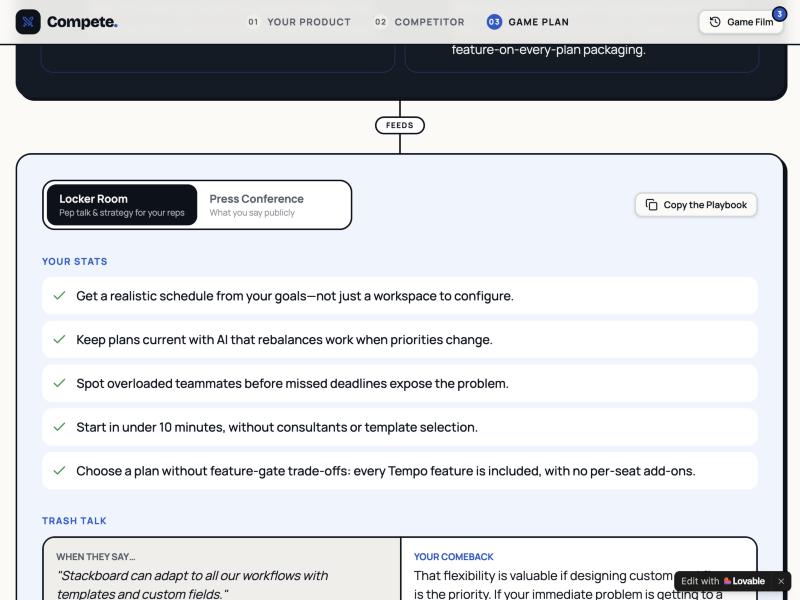 Compete.
01 YOUR PRODUCT
02 COMPETITOR
03 GAME PLAN
Game Film
3
feature-on-every-plan packaging.
FEEDS
Locker Room
Pep talk & strategy for your reps
Press Conference
What you say publicly
Copy the Playbook
YOUR STATS
Get a realistic schedule from your goals—not just a workspace to configure.
Keep plans current with AI that rebalances work when priorities change.
Spot overloaded teammates before missed deadlines expose the problem.
Start in under 10 minutes, without consultants or template selection.
Choose a plan without feature-gate trade-offs: every Tempo feature is included, with no per-seat add-ons.
TRASH TALK
WHEN THEY SAY…
"Stackboard can adapt to all our workflows with
templates and custom fields."
YOUR COMEBACK
That flexibility is valuable if designing custom
is the priority. If your immediate problem is getting to a
Edit with Lovable